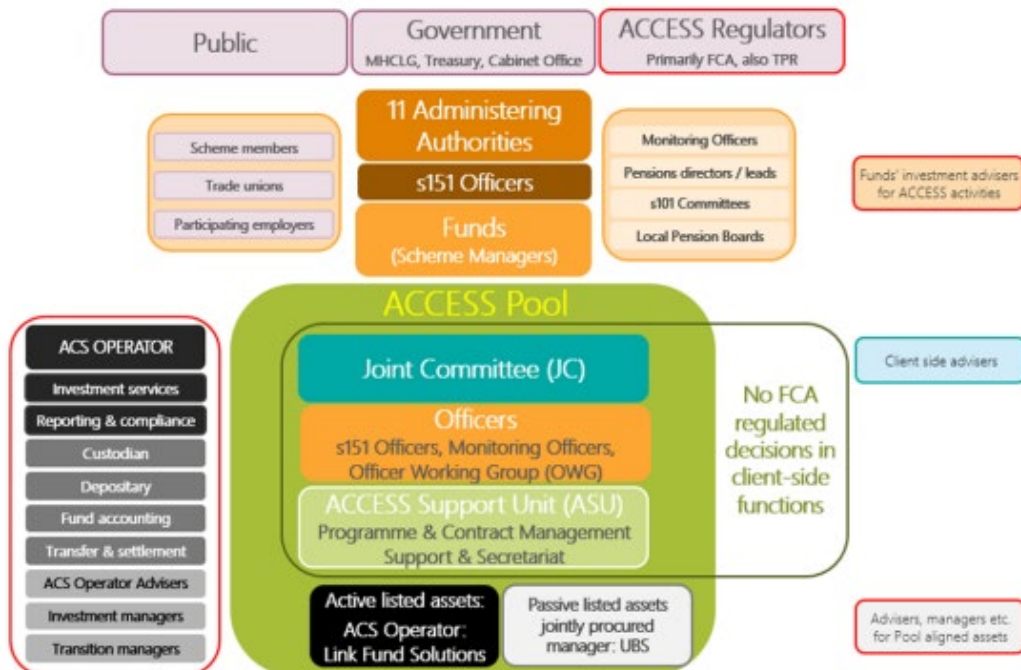 Public
Government
MHCLG, Treasury, Cabinet Office
ACCESS Regulators
Primarily FCA, also TPR
11 Administering
Authorities
s151 Officers
Funds
(Scheme Managers)
Scheme members
Trade unions
Participating employers
Monitoring Officers
Pensions directors / leads
s101 Committees
Local Pension Boards
Funds' investment advisers
for ACCESS activities
ACCESS Pool
ACS OPERATOR
Investment services
Reporting & compliance
Custodian
Depositary
Fund accounting
Transfer & settlement
ACS Operator Advisers
Investment managers
Transition managers
Joint Committee (JC)
Officers
s151 Officers, Monitoring Officers,
Officer Working Group (OWG)
ACCESS Support Unit (ASU)
Programme & Contract Management
Support & Secretariat
No FCA
regulated
decisions in
client-side
functions
Client side advisers
Active listed assets:
ACS Operator:
Link Fund Solutions
Passive listed assets
jointly procured
manager: UBS
Advisers, managers etc.
for Pool aligned assets